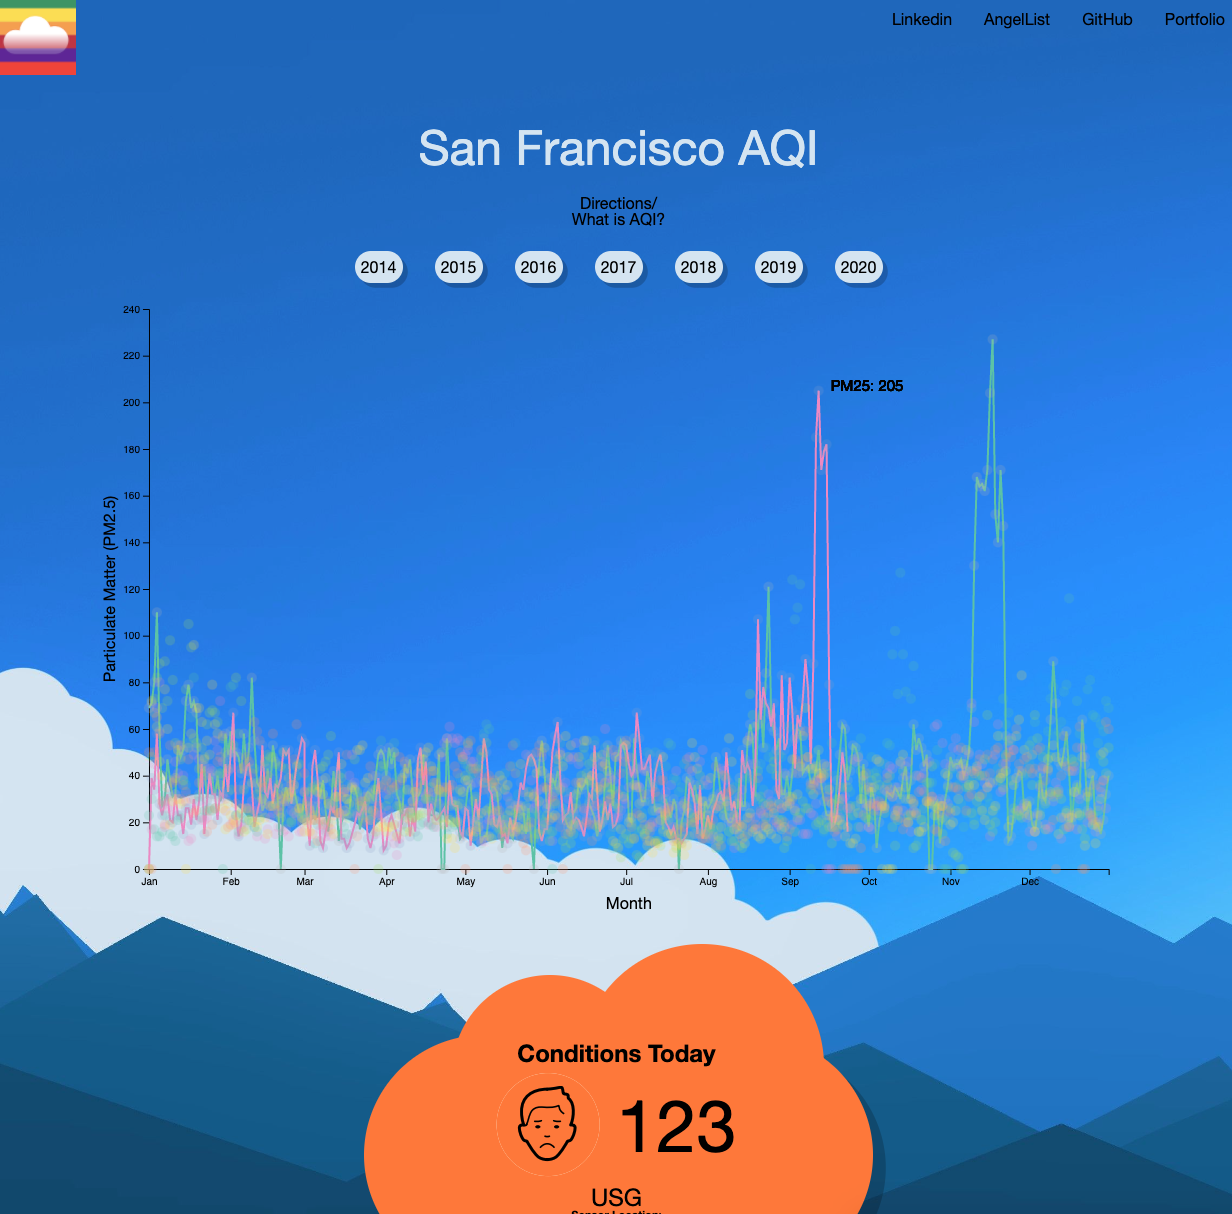 Linkedin AngelList GitHub Portfolio
San Francisco AQI
Directions/
What is AQI?
2014 2015 2016 2017 2018 2019 2020
240
220
PM25: 205
200
180
160
140
120
100
80
60
40
20
0
Particulate Matter (PM2.5)
Jan Feb Mar Apr May Jun Jul Aug Sep Oct Nov Dec
Month
Conditions Today
123
USG